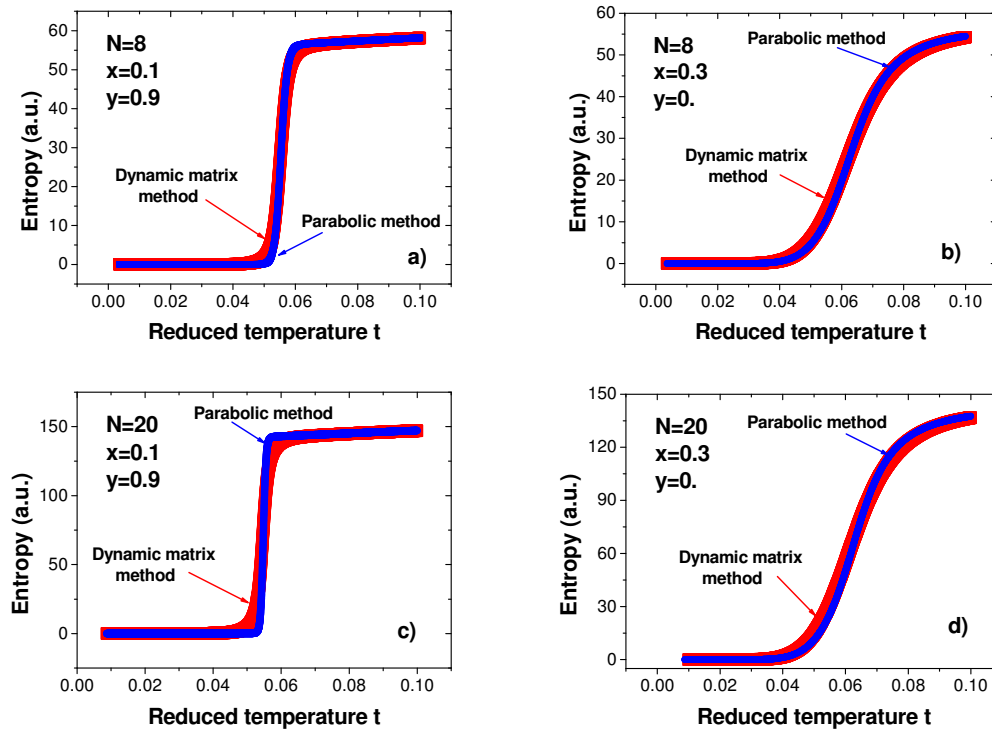 60
50
40
30
20
10
0
Entropy (a.u.)
N=8
x=0.1
y=0.9
Dynamic matrix
method
Parabolic method
a)
0.00 0.02 0.04 0.06 0.08 0.10
Reduced temperature t
60
50
40
30
20
10
0
Entropy (a.u.)
N=8
x=0.3
y=0.
Parabolic method
Dynamic matrix
method
b)
0.00 0.02 0.04 0.06 0.08 0.10
Reduced temperature t
150
100
50
0
Entropy (a.u.)
N=20
x=0.1
y=0.9
Parabolic method
Dynamic matrix
method
c)
0.00 0.02 0.04 0.06 0.08 0.10
Reduced temperature t
150
120
90
60
30
0
Entropy (a.u.)
N=20
x=0.3
y=0.
Parabolic method
Dynamic matrix
method
d)
0.00 0.02 0.04 0.06 0.08 0.10
Reduced temperature t